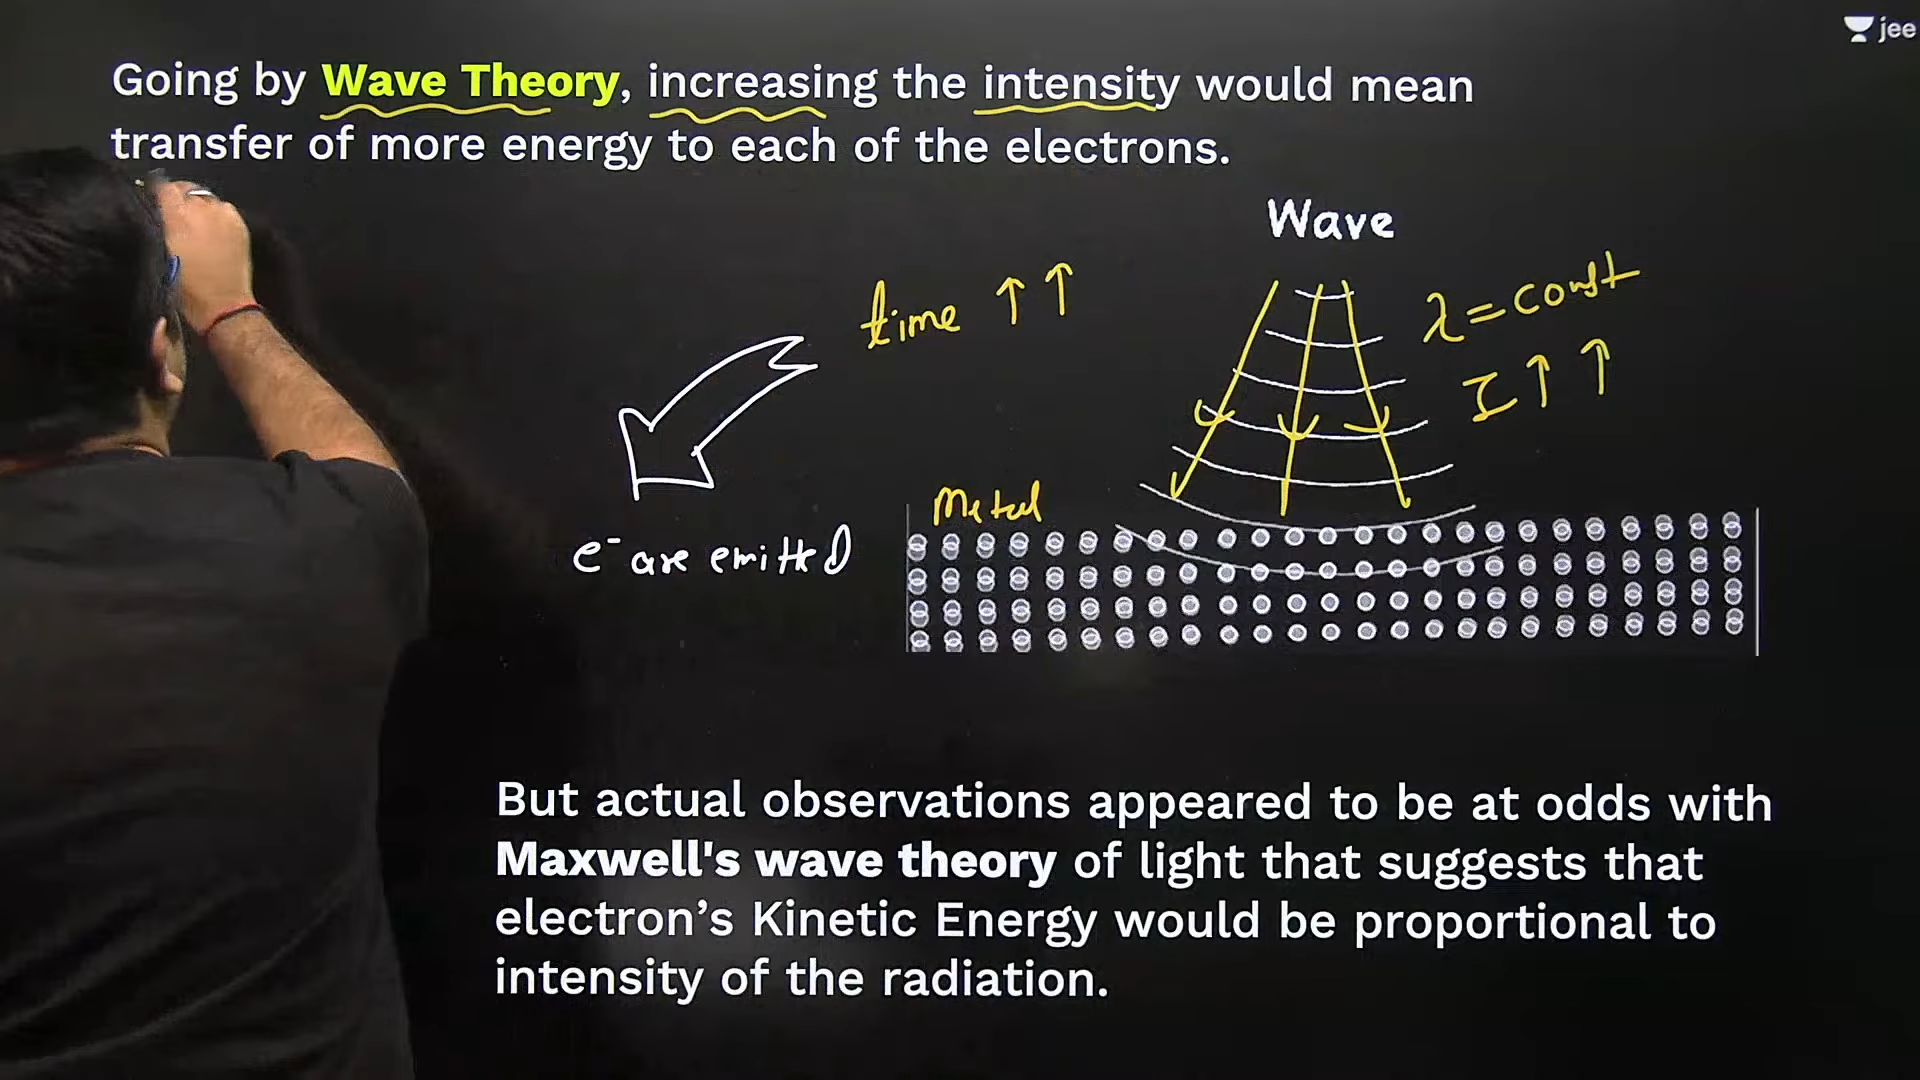 jee
Going by Wave Theory, increasing the intensity would mean
transfer of more energy to each of the electrons.
Wave
time ↑ ↑
λ = const
I ↑ ↑
Metal
e⁻ are emitted
But actual observations appeared to be at odds with
Maxwell's wave theory of light that suggests that
electron’s Kinetic Energy would be proportional to
intensity of the radiation.